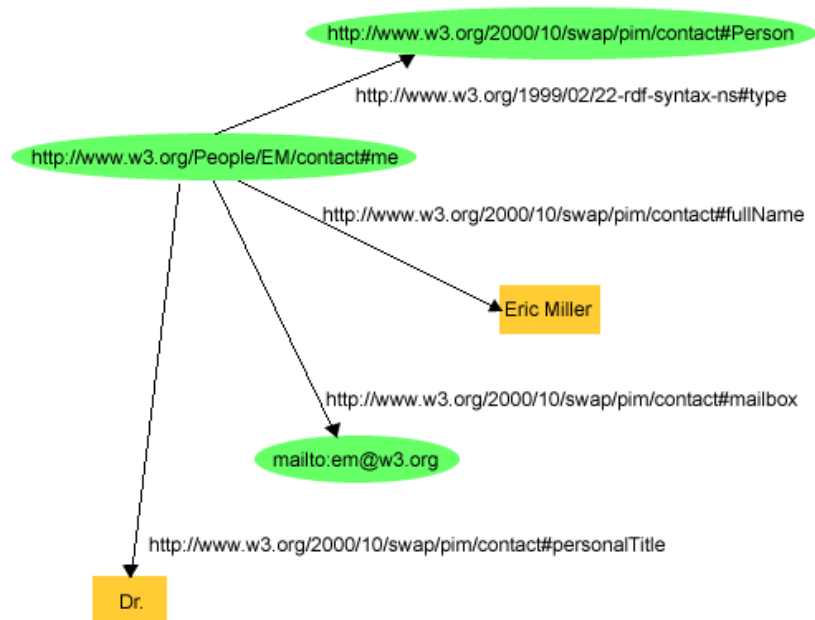 http://www.w3.org/2000/10/swap/pim/contact#Person
http://www.w3.org/1999/02/22-rdf-syntax-ns#type
http://www.w3.org/People/EM/contact#me
http://www.w3.org/2000/10/swap/pim/contact#fullName
Eric Miller
http://www.w3.org/2000/10/swap/pim/contact#mailbox
mailto:em@w3.org
http://www.w3.org/2000/10/swap/pim/contact#personalTitle
Dr.